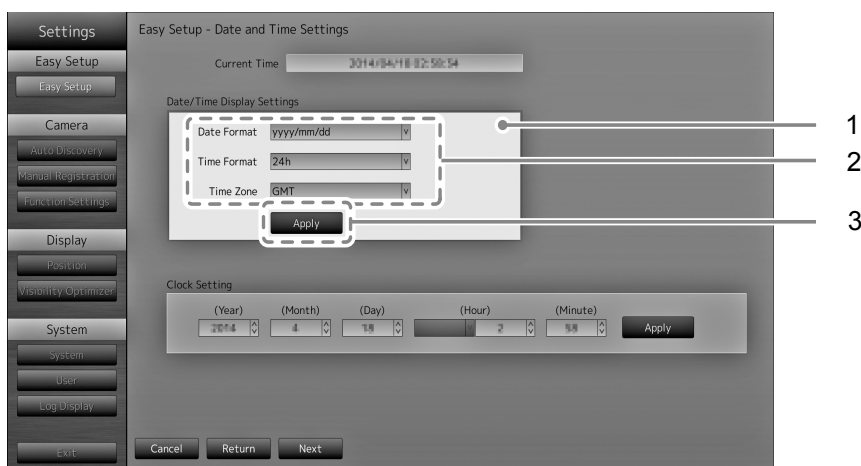 Settings
Easy Setup - Date and Time Settings
Easy Setup
Current Time
Easy Setup
Date/Time Display Settings
Camera
Date Format yyyy/mm/dd
1
Auto Discovery
Time Format 24h
2
Manual Registration
Function Settings
Time Zone GMT
Apply
3
Display
Position
Visibility Optimizer
Clock Setting
(Year) (Month) (Day) (Hour) (Minute)
2014 4 18 2 58 Apply
System
System
User
Log Display
Exit
Cancel Return Next